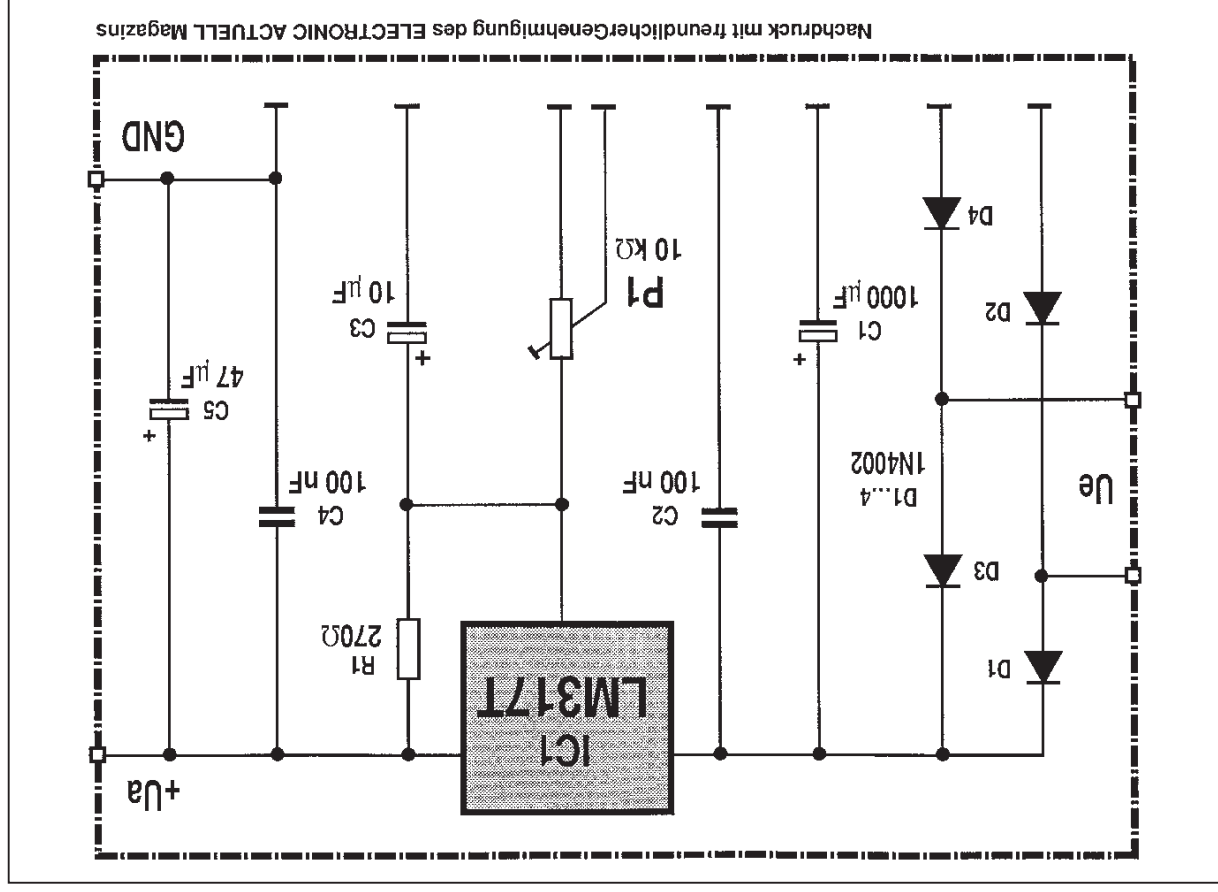 +Ua
IC1
LM317T
D1
R1
270Ω
D3
Ue
C2
100 nF
C4
100 nF
D1...4
1N4002
C5
47 µF
+
C1
1000 µF
+
C3
10 µF
+
D2
P1
10 kΩ
D4
GND
Nachdruck mit freundlicherGenehmigung des ELECTRONIC ACTUELL Magazins